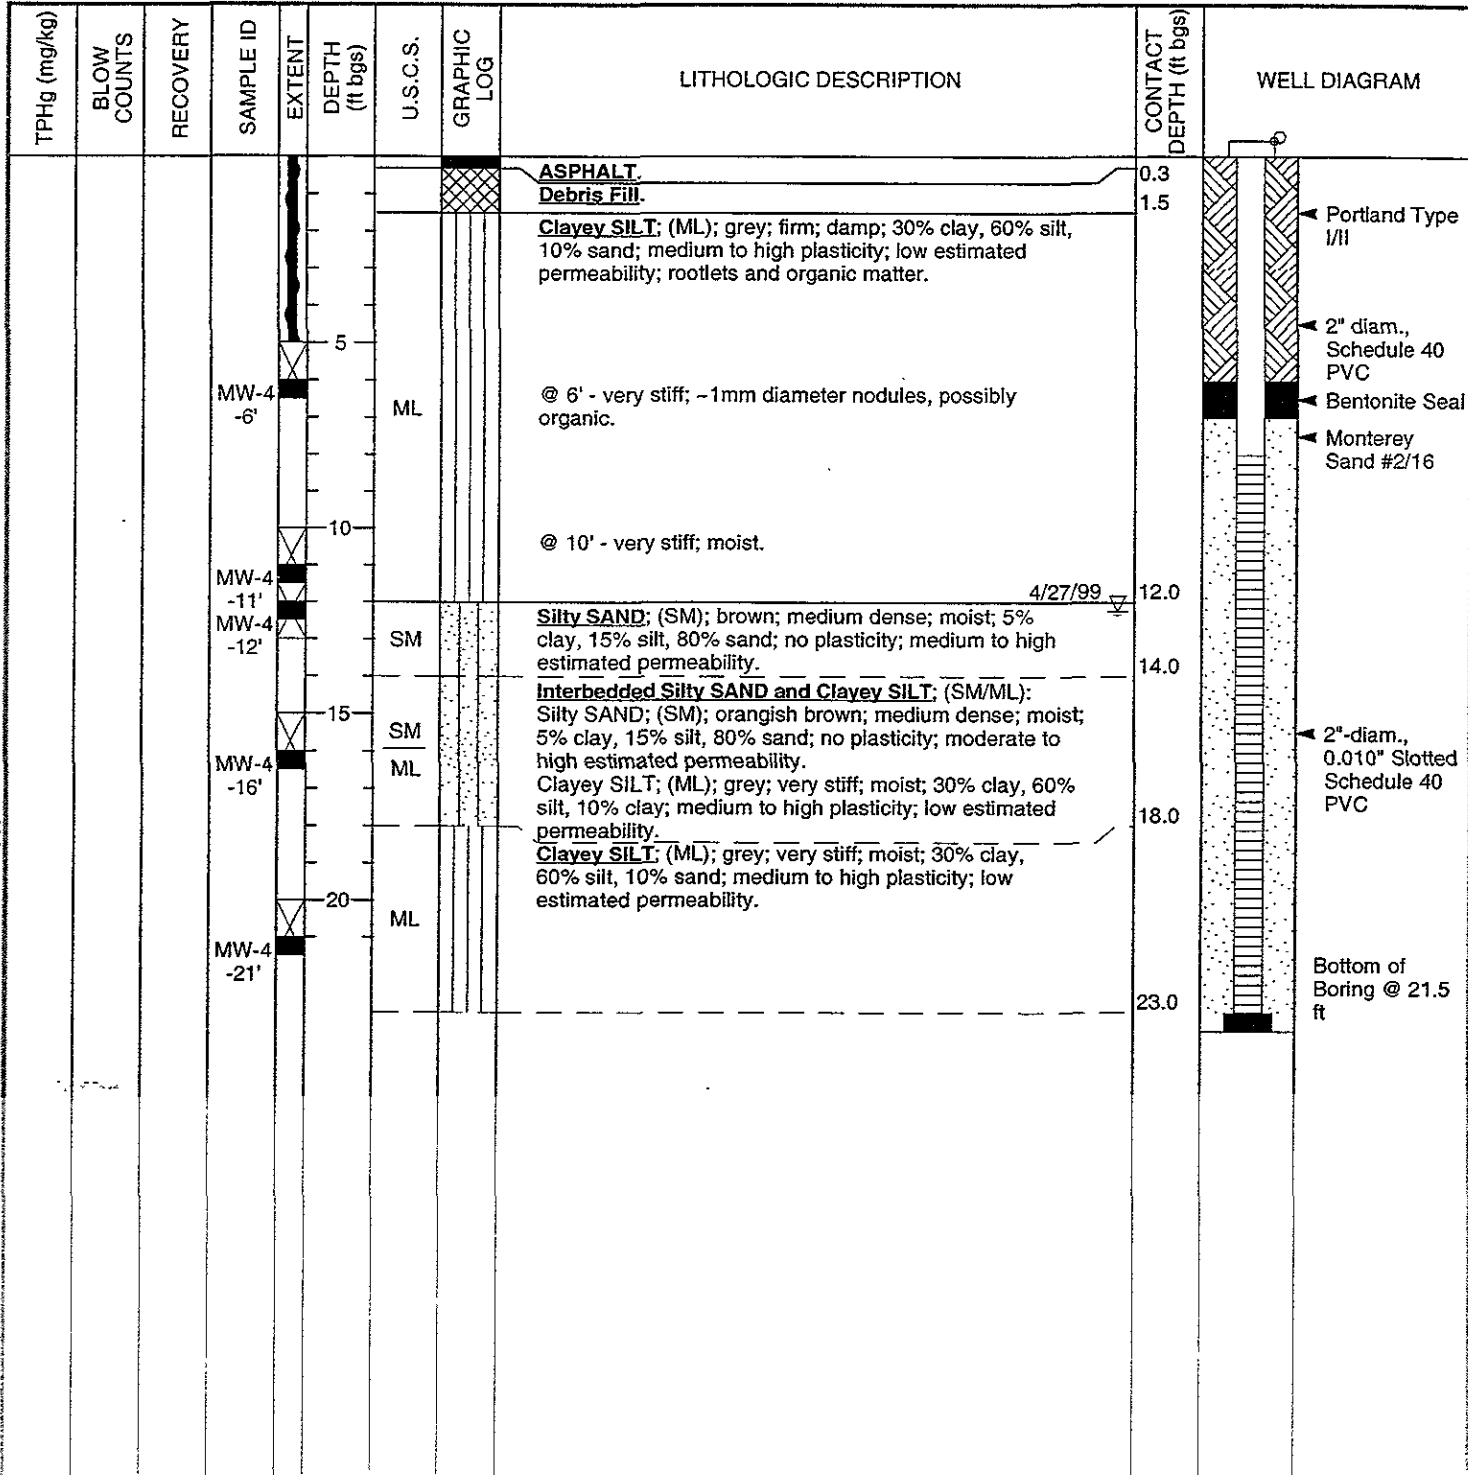 TPHg (mg/kg)
BLOW
COUNTS
RECOVERY
SAMPLE ID
EXTENT
DEPTH
(ft bgs)
U.S.C.S.
GRAPHIC
LOG
LITHOLOGIC DESCRIPTION
CONTACT
DEPTH (ft bgs)
WELL DIAGRAM
ASPHALT.
0.3
Debris Fill.
1.5
Clayey SILT; (ML); grey; firm; damp; 30% clay, 60% silt,
10% sand; medium to high plasticity; low estimated
permeability; rootlets and organic matter.
Portland Type
I/II
5
2" diam.,
Schedule 40
PVC
MW-4
-6'
ML
@ 6' - very stiff; ~1mm diameter nodules, possibly
organic.
Bentonite Seal
Monterey
Sand #2/16
10
@ 10' - very stiff; moist.
MW-4
-11'
4/27/99
12.0
MW-4
-12'
SM
Silty SAND; (SM); brown; medium dense; moist; 5%
clay, 15% silt, 80% sand; no plasticity; medium to high
estimated permeability.
14.0
15
SM
ML
Interbedded Silty SAND and Clayey SILT; (SM/ML):
Silty SAND; (SM); orangish brown; medium dense; moist;
5% clay, 15% silt, 80% sand; no plasticity; moderate to
high estimated permeability.
Clayey SILT; (ML); grey; very stiff; moist; 30% clay, 60%
silt, 10% clay; medium to high plasticity; low estimated
permeability.
2"-diam.,
0.010" Slotted
Schedule 40
PVC
MW-4
-16'
18.0
Clayey SILT; (ML); grey; very stiff; moist; 30% clay,
60% silt, 10% sand; medium to high plasticity; low
estimated permeability.
20
ML
MW-4
-21'
Bottom of
Boring @ 21.5
ft
23.0